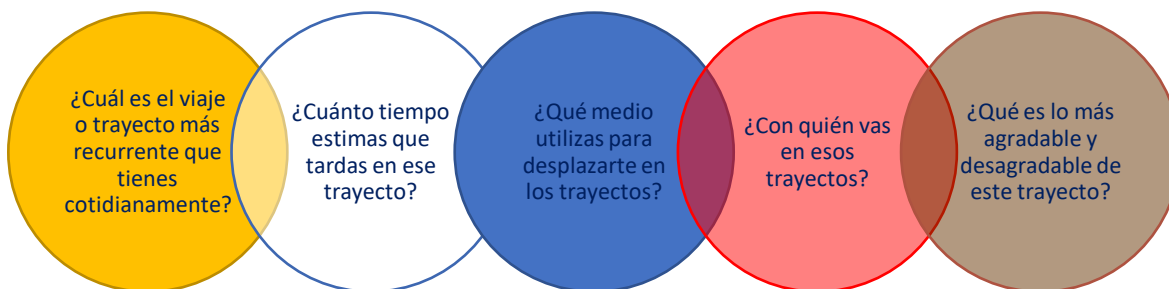 ¿Cuál es el viaje
o trayecto más
recurrente que
tienes
cotidianamente?
¿Cuánto tiempo
estimas que
tardas en ese
trayecto?
¿Qué medio
utilizas para
desplazarte en
los trayectos?
¿Con quién vas
en esos
trayectos?
¿Qué es lo más
agradable y
desagradable de
este trayecto?